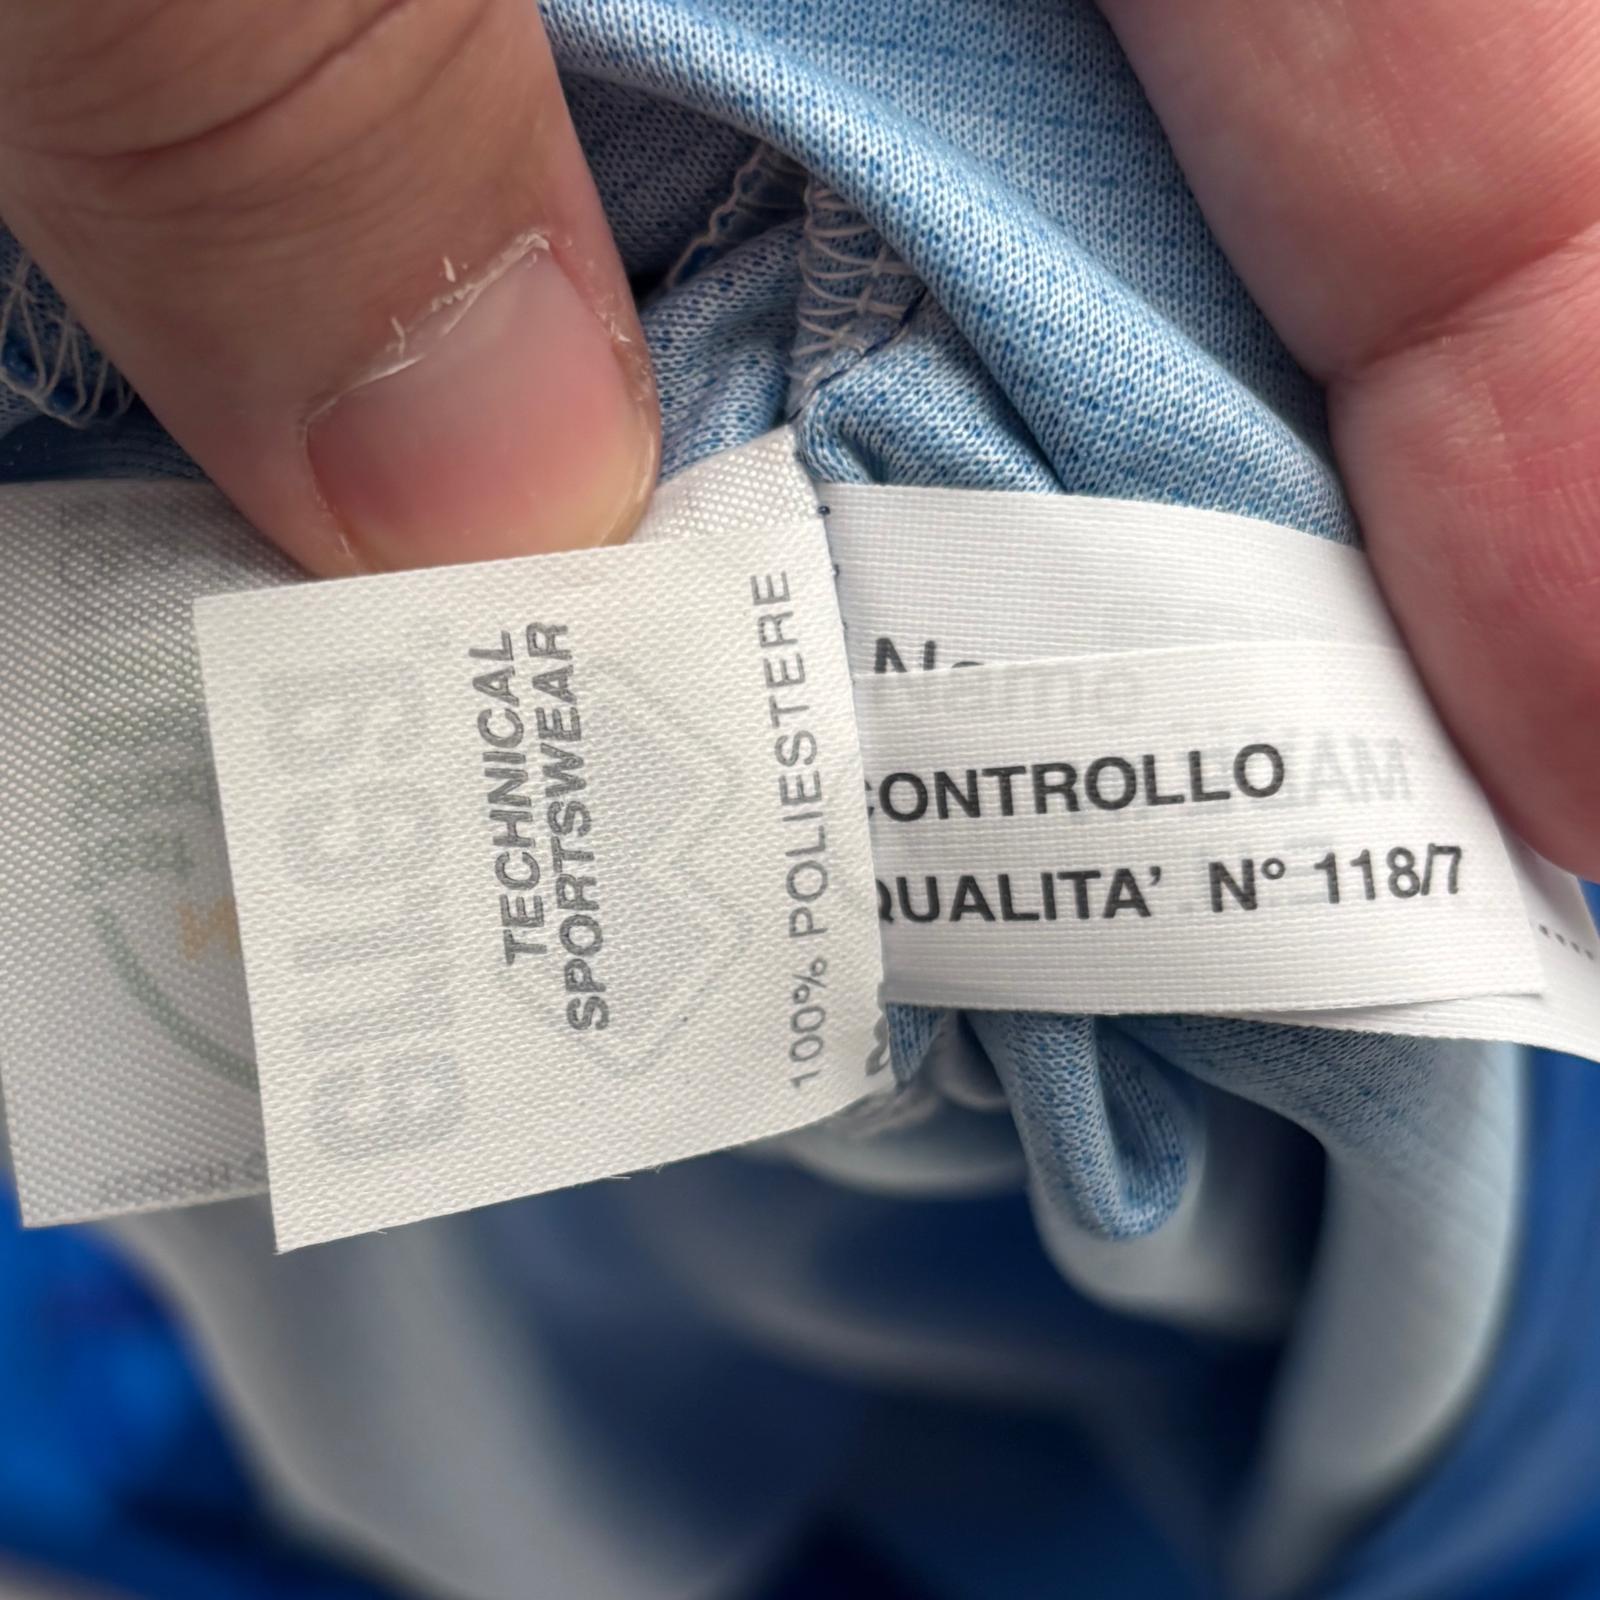 TECHNICAL
SPORTSWEAR
100% POLIESTERE
CONTROLLO
QUALITA' N° 118/7